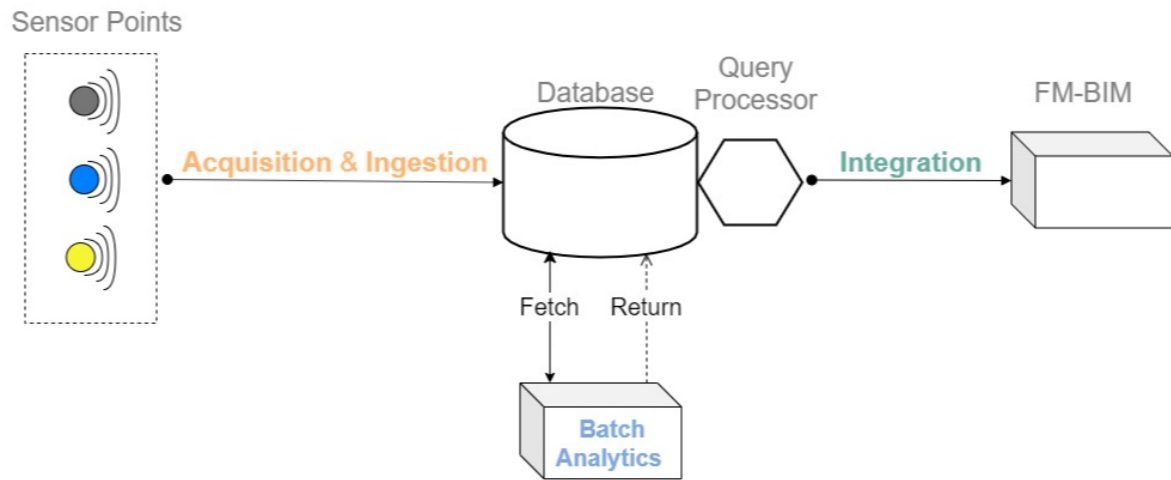 Sensor Points
Acquisition & Ingestion
Database
Query
Processor
Integration
FM-BIM
Fetch
Return
Batch
Analytics